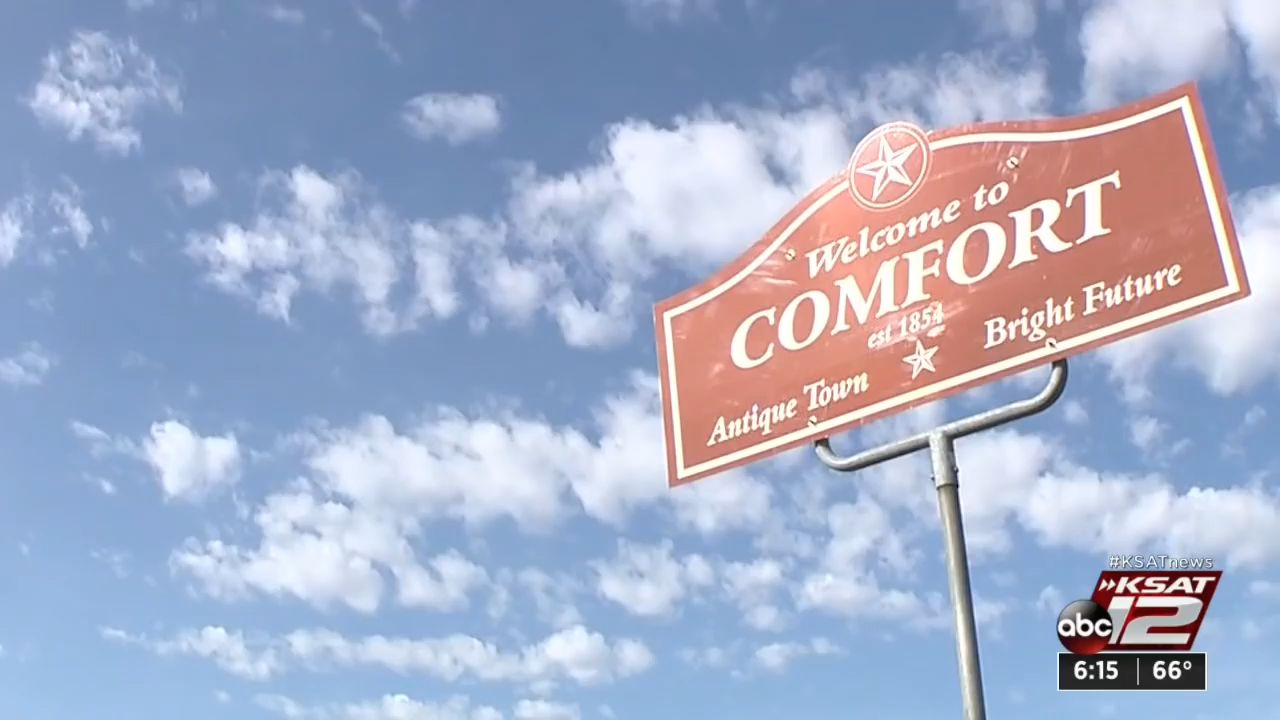 Welcome to
COMFORT
est 1854
Antique Town
Bright Future
#KSATnews
KSAT
12
abc
6:15 66°